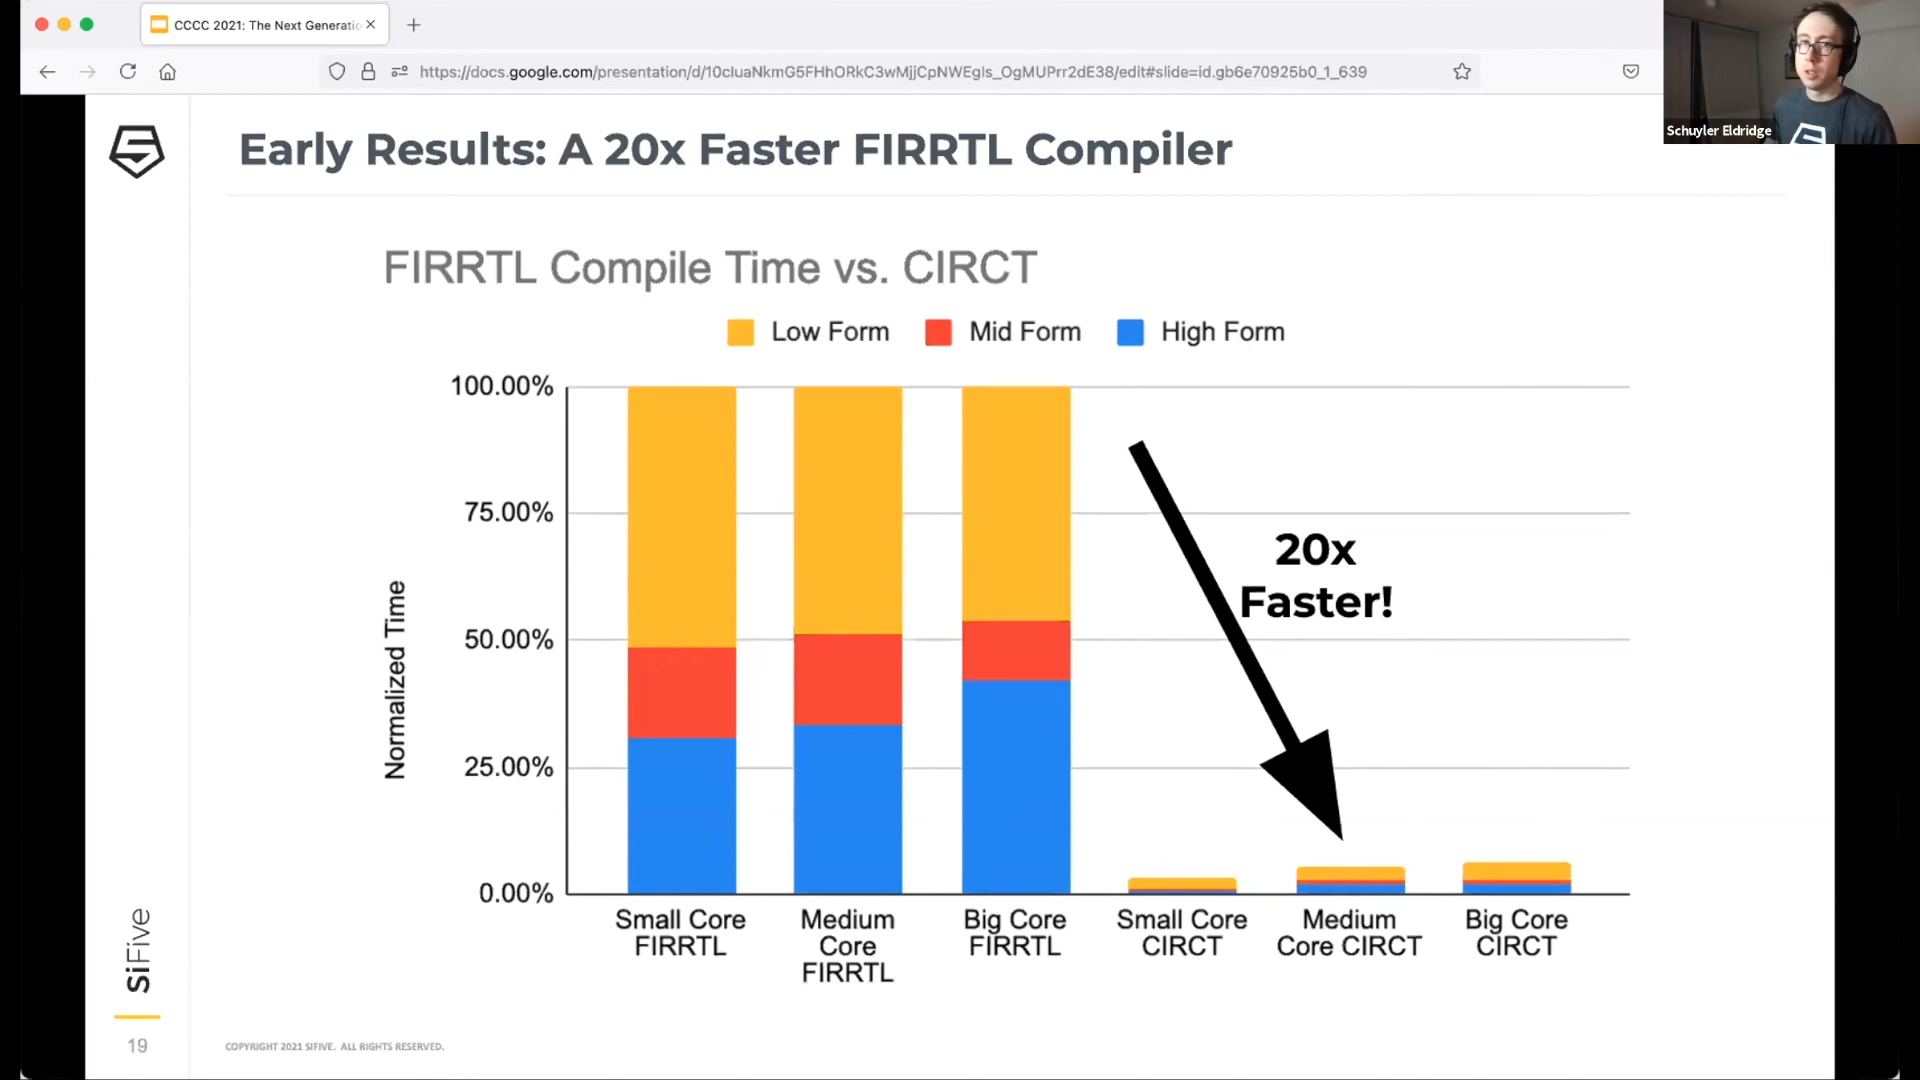 CCCC 2021: The Next Generatio
https://docs.google.com/presentation/d/10cIuaNkmG5FHhORkC3wMjjCpNWEgIs_OgMUPrr2dE38/edit#slide=id.gb6e70925b0_1_639
Schuyler Eldridge
Early Results: A 20x Faster FIRRTL Compiler
FIRRTL Compile Time vs. CIRCT
Low Form
Mid Form
High Form
100.00%
75.00%
50.00%
25.00%
0.00%
Normalized Time
20x
Faster!
Small Core
FIRRTL
Medium
Core
FIRRTL
Big Core
FIRRTL
Small Core
CIRCT
Medium
Core CIRCT
Big Core
CIRCT
SiFive
19
COPYRIGHT 2021 SIFIVE. ALL RIGHTS RESERVED.